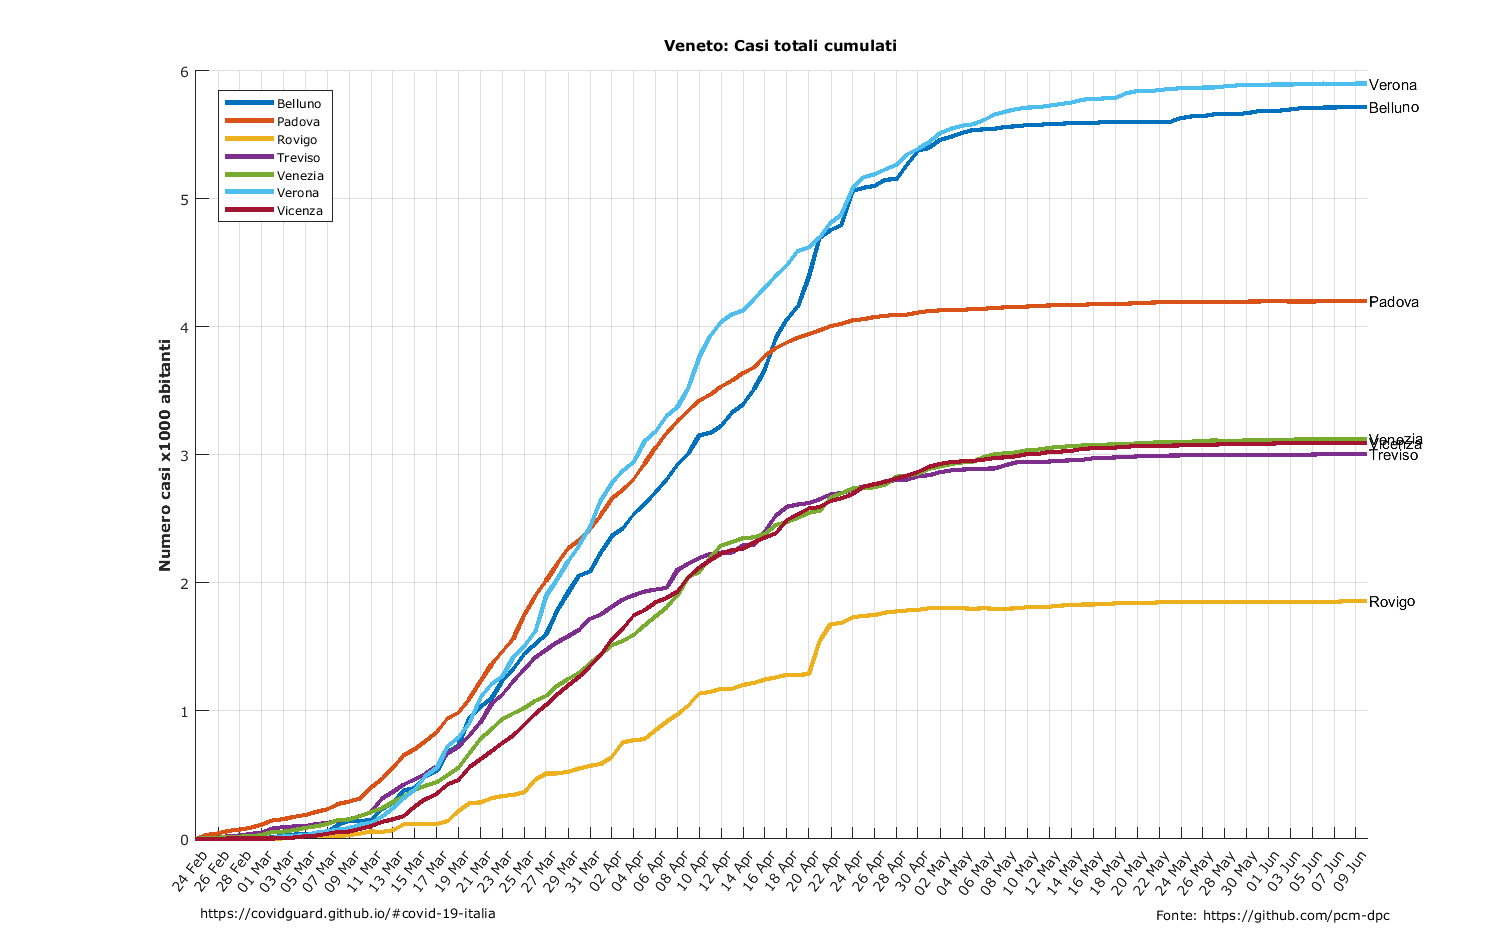 Veneto: Casi totali cumulati
6
5
4
3
2
1
0
Numero casi x1000 abitanti
Belluno
Padova
Rovigo
Treviso
Venezia
Verona
Vicenza
Verona
Belluno
Padova
Venezia
Vicenza
Treviso
Rovigo
24 Feb
26 Feb
28 Feb
01 Mar
03 Mar
05 Mar
07 Mar
09 Mar
11 Mar
13 Mar
15 Mar
17 Mar
19 Mar
21 Mar
23 Mar
25 Mar
27 Mar
29 Mar
31 Mar
02 Apr
04 Apr
06 Apr
08 Apr
10 Apr
12 Apr
14 Apr
16 Apr
18 Apr
20 Apr
22 Apr
24 Apr
26 Apr
28 Apr
30 Apr
02 May
04 May
06 May
08 May
10 May
12 May
14 May
16 May
18 May
20 May
22 May
24 May
26 May
28 May
30 May
01 Jun
03 Jun
05 Jun
07 Jun
09 Jun
https://covidguard.github.io/#covid-19-italia
Fonte: https://github.com/pcm-dpc